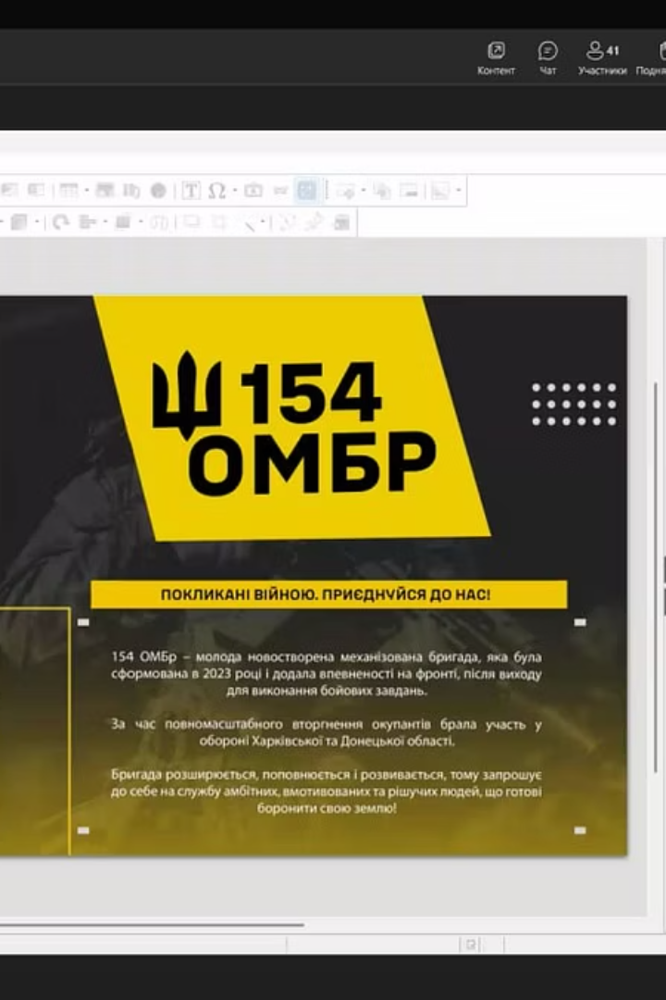 41
Контент Чат Участники
154
ОМБР
ПОКЛИКАНІ ВІЙНОЮ. ПРИЄДНУЙСЯ ДО НАС!
154 ОМБр – молода новостворена механізована бригада, яка була
сформована в 2023 році і додала впевненості на фронті, після виходу
для виконання бойових завдань.
За час повномасштабного вторгнення окупантів брала участь у
обороні Харківської та Донецької області.
Бригада розширюється, поповнюється і розвивається, тому запрошує
до себе на службу амбітних, вмотивованих та рішучих людей, що готові
боронити свою землю!